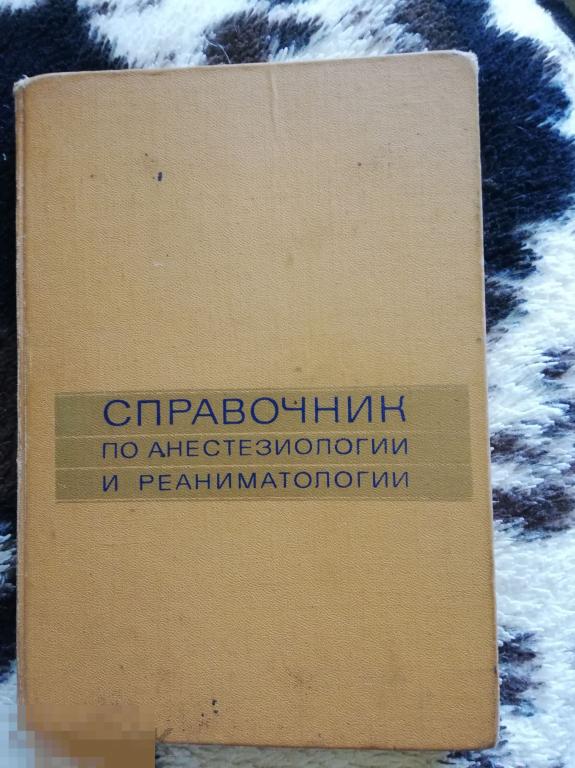 СПРАВОЧНИК
ПО АНЕСТЕЗИОЛОГИИ
И РЕАНИМАТОЛОГИИ